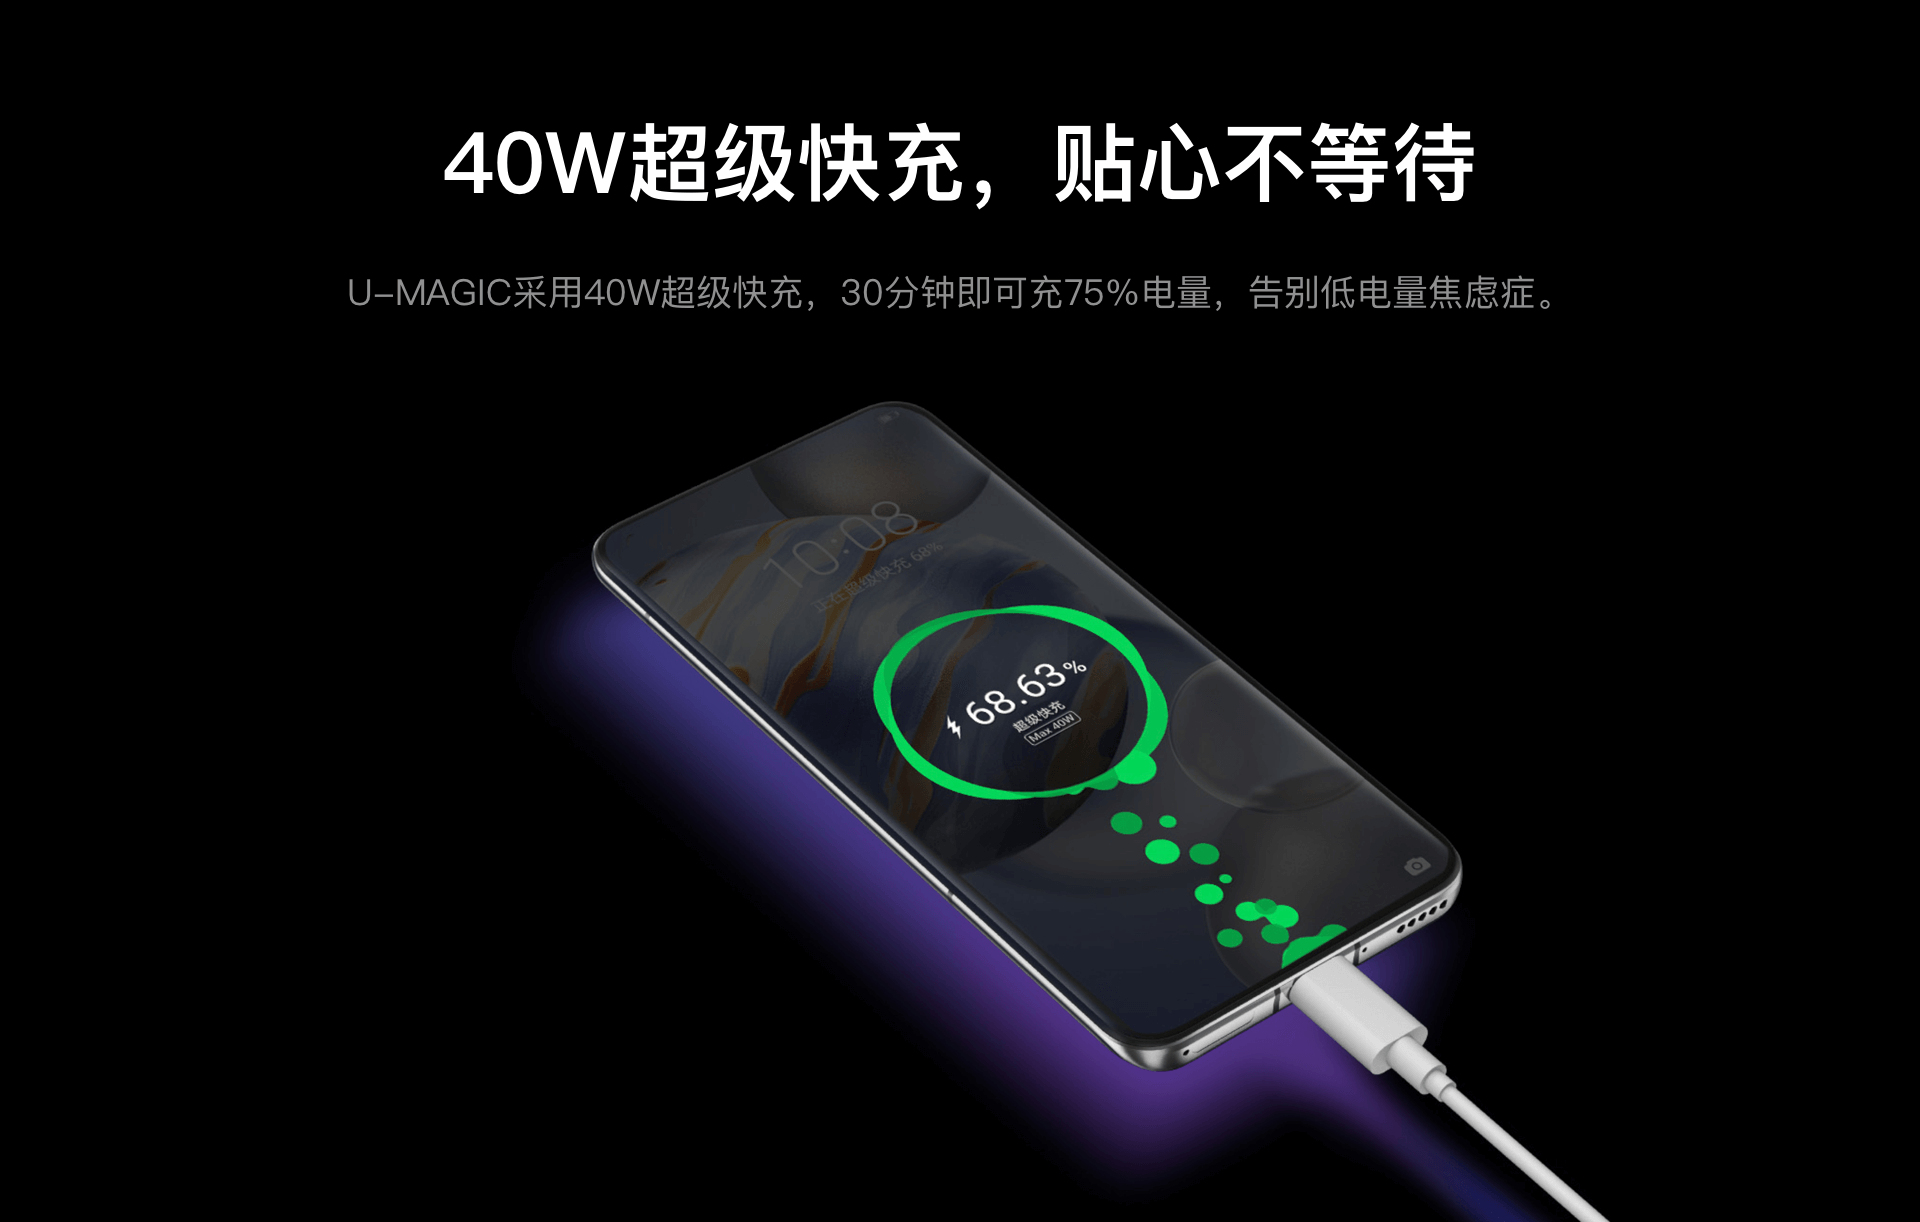 40W超级快充，贴心不等待
U-MAGIC采用40W超级快充，30分钟即可充75%电量，告别低电量焦虑症。
10:08
正在超级快充 68%
68.63%
超级快充
Max 40W